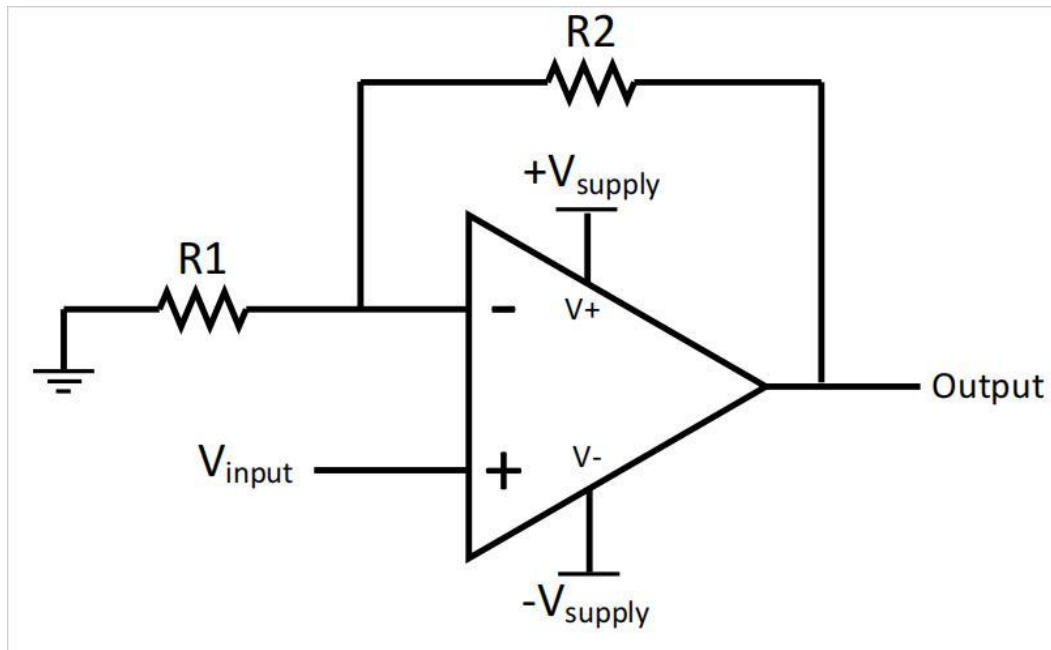 R2
+Vsupply
R1
-
V+
Output
Vinput
+
V-
-Vsupply